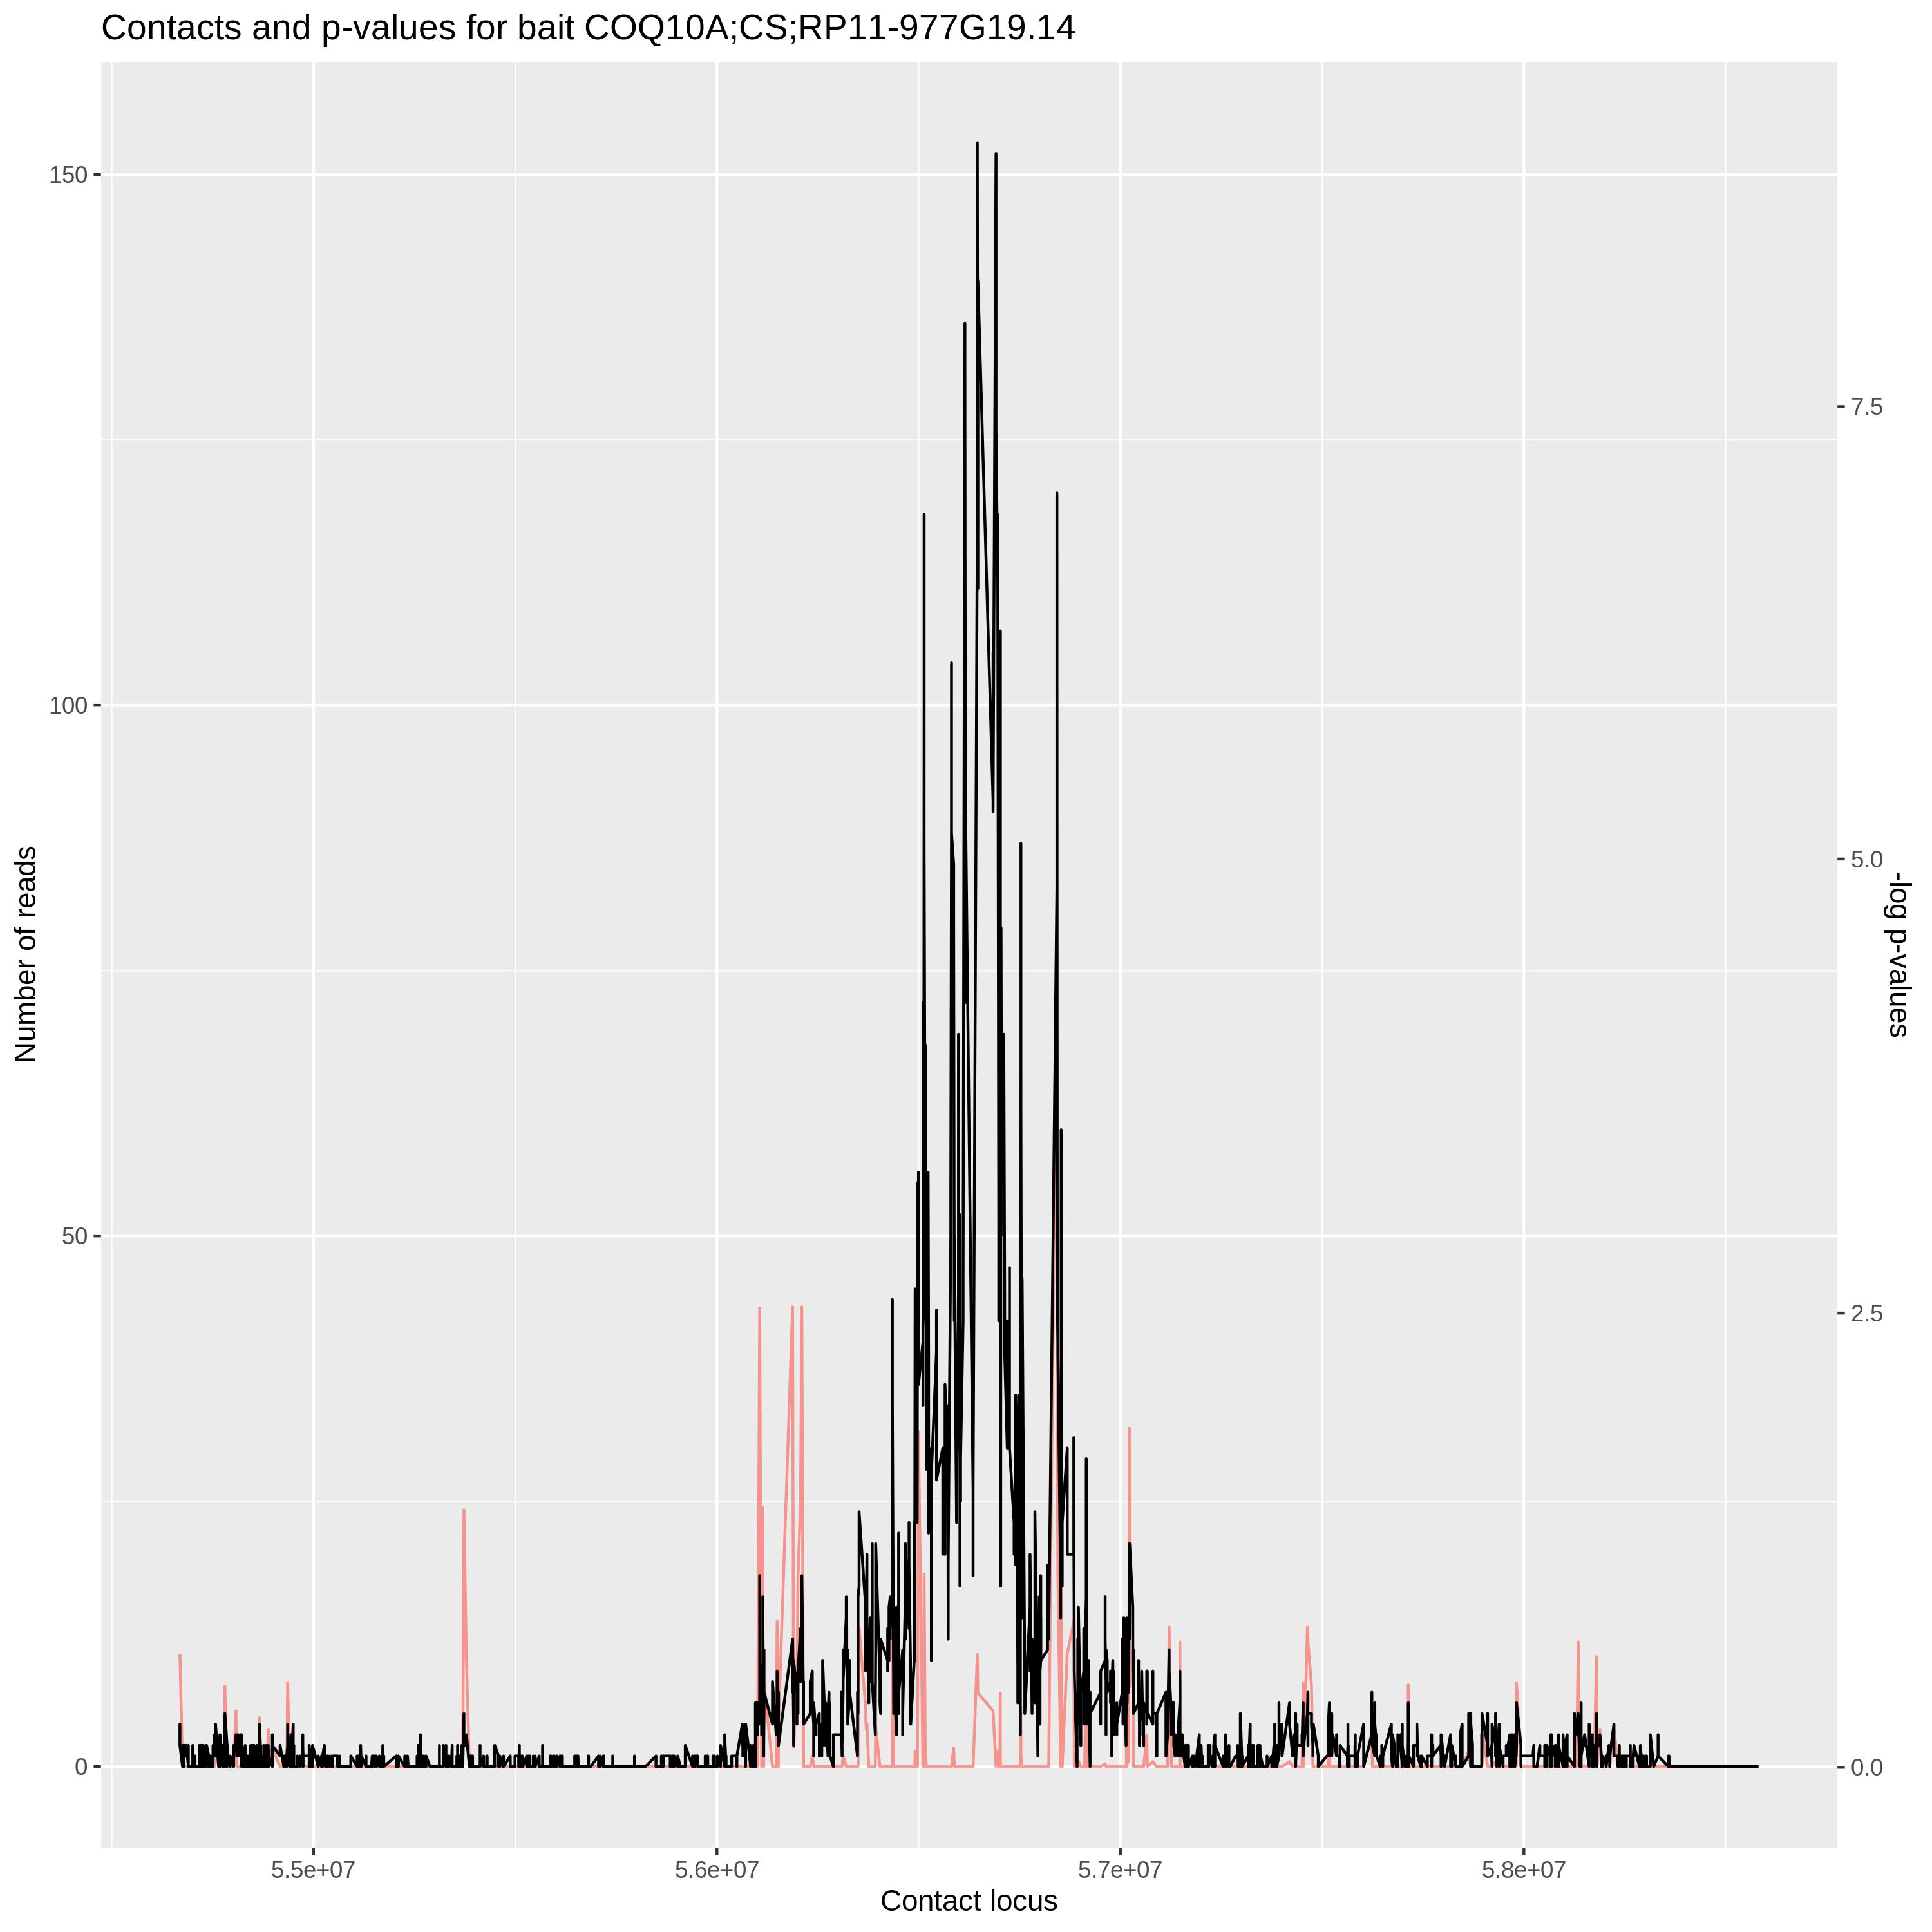 Contacts and p-values for bait COQ10A;CS;RP11-977G19.14
150
100
50
0
Number of reads
7.5
5.0
2.5
0.0
-log p-values
5.5e+07
5.6e+07
5.7e+07
5.8e+07
Contact locus